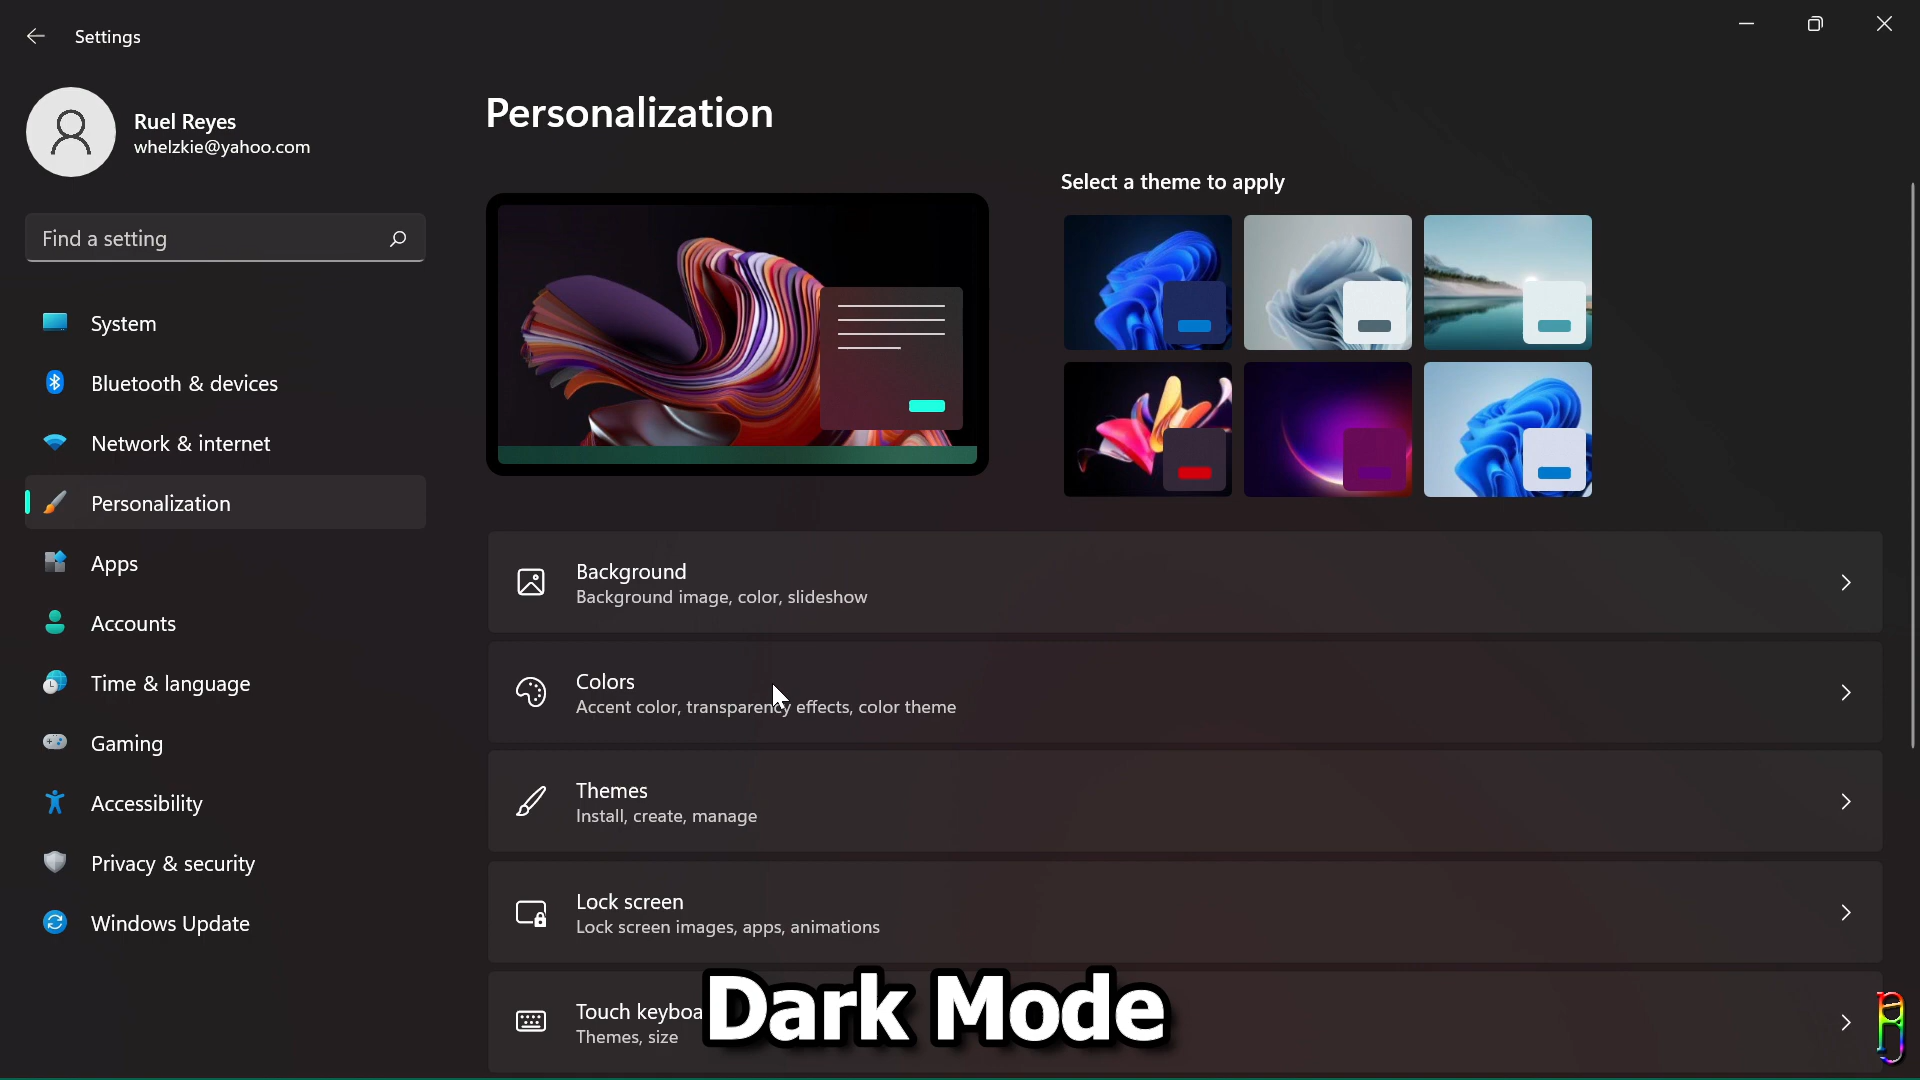 Settings
Ruel Reyes
whelzkie@yahoo.com
Find a setting
System
Bluetooth & devices
Network & internet
Personalization
Apps
Accounts
Time & language
Gaming
Accessibility
Privacy & security
Windows Update
Personalization
Select a theme to apply
Background
Background image, color, slideshow
Colors
Accent color, transparency effects, color theme
Themes
Install, create, manage
Lock screen
Lock screen images, apps, animations
Touch keyboa
Themes, size
Dark Mode